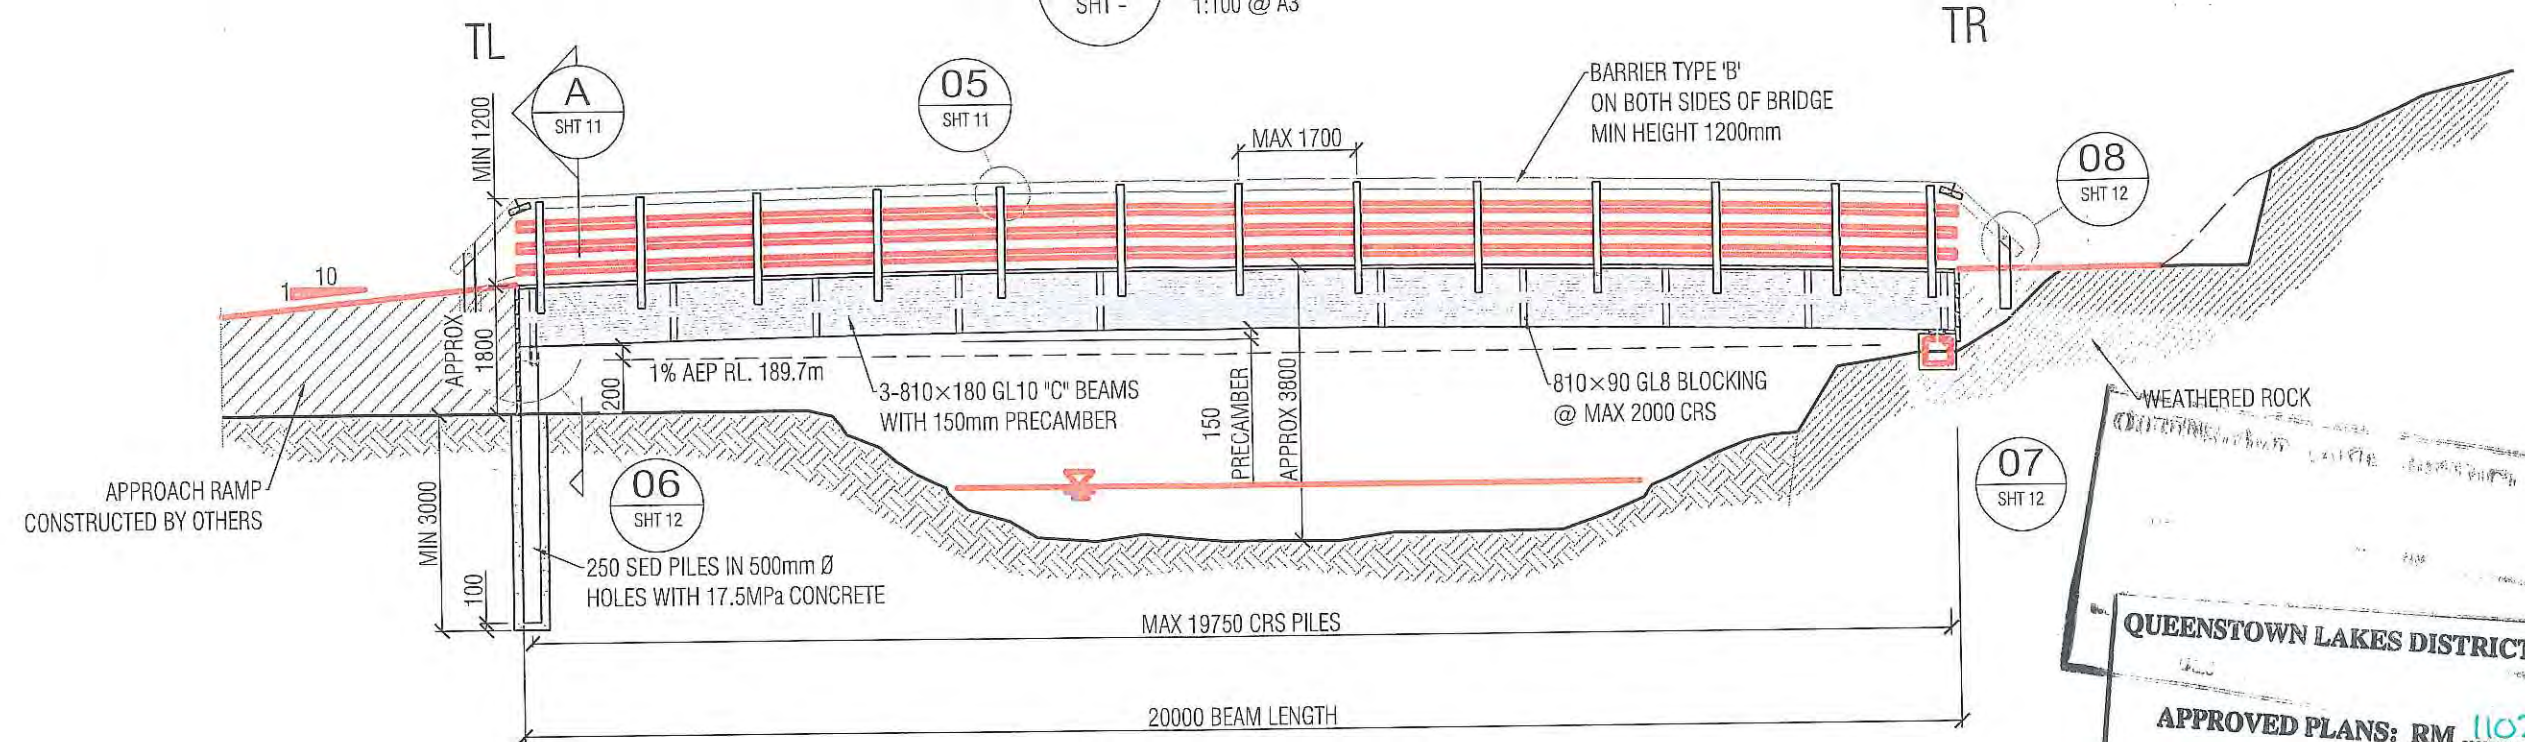 SHT -
1:100 @ A3
TL
TR
A
SHT 11
05
SHT 11
BARRIER TYPE 'B'
ON BOTH SIDES OF BRIDGE
MIN HEIGHT 1200mm
MIN 1200
MAX 1700
08
SHT 12
1
10
APPROX
1800
1% AEP RL. 189.7m
200
3-810×180 GL10 "C" BEAMS
WITH 150mm PRECAMBER
150
PRECAMBER
APPROX 3800
810×90 GL8 BLOCKING
@ MAX 2000 CRS
WEATHERED ROCK
APPROACH RAMP
CONSTRUCTED BY OTHERS
MIN 3000
100
06
SHT 12
07
SHT 12
250 SED PILES IN 500mm Ø
HOLES WITH 17.5MPa CONCRETE
MAX 19750 CRS PILES
20000 BEAM LENGTH
QUEENSTOWN LAKES DISTRICT
APPROVED PLANS: RM 110